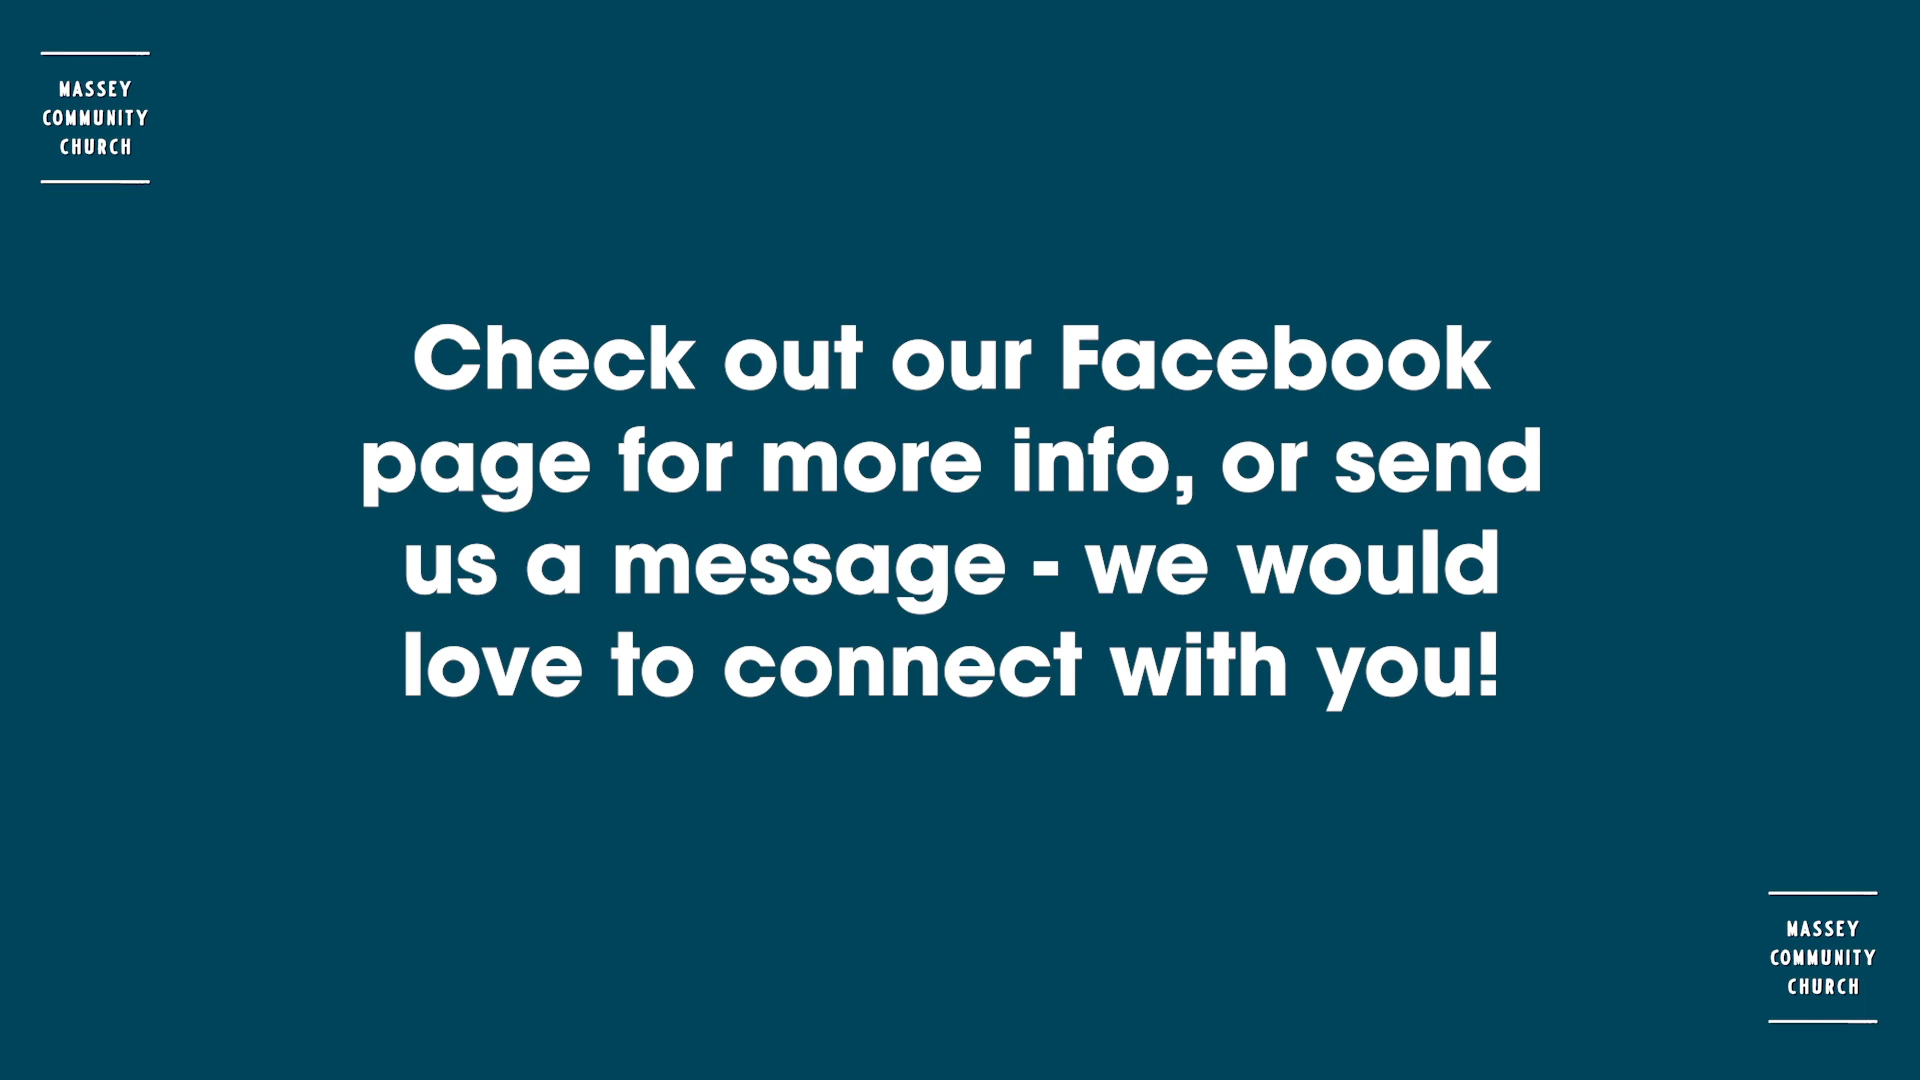 MASSEY
COMMUNITY
CHURCH
Check out our Facebook
page for more info, or send
us a message - we would
love to connect with you!
MASSEY
COMMUNITY
CHURCH